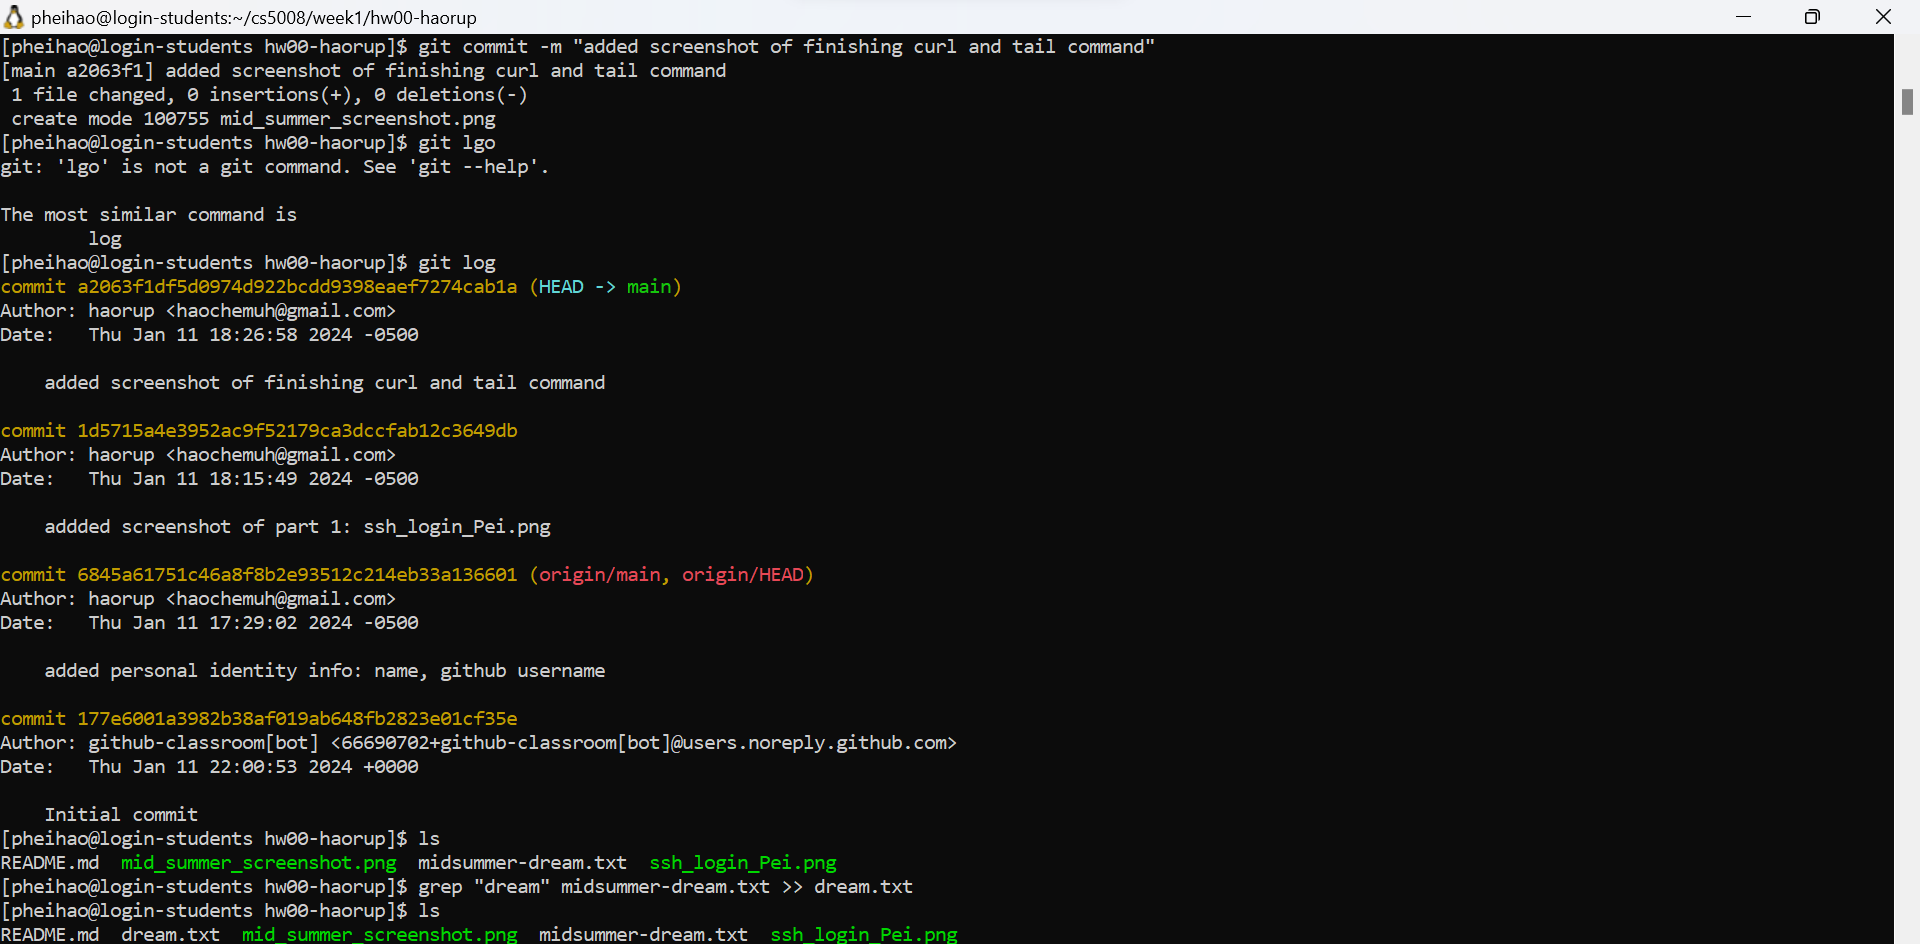 pheihao@login-students:~/cs5008/week1/hw00-haorup
[pheihao@login-students hw00-haorup]$ git commit -m "added screenshot of finishing curl and tail command"
[main a2063f1] added screenshot of finishing curl and tail command
 1 file changed, 0 insertions(+), 0 deletions(-)
 create mode 100755 mid_summer_screenshot.png
[pheihao@login-students hw00-haorup]$ git lgo
git: 'lgo' is not a git command. See 'git --help'.

The most similar command is
        log
[pheihao@login-students hw00-haorup]$ git log
commit a2063f1df5d0974d922bcdd9398eaef7274cab1a (HEAD -> main)
Author: haorup <haochemuh@gmail.com>
Date:   Thu Jan 11 18:26:58 2024 -0500

    added screenshot of finishing curl and tail command

commit 1d5715a4e3952ac9f52179ca3dccfab12c3649db
Author: haorup <haochemuh@gmail.com>
Date:   Thu Jan 11 18:15:49 2024 -0500

    addded screenshot of part 1: ssh_login_Pei.png

commit 6845a61751c46a8f8b2e93512c214eb33a136601 (origin/main, origin/HEAD)
Author: haorup <haochemuh@gmail.com>
Date:   Thu Jan 11 17:29:02 2024 -0500

    added personal identity info: name, github username

commit 177e6001a3982b38af019ab648fb2823e01cf35e
Author: github-classroom[bot] <66690702+github-classroom[bot]@users.noreply.github.com>
Date:   Thu Jan 11 22:00:53 2024 +0000

    Initial commit
[pheihao@login-students hw00-haorup]$ ls
README.md  mid_summer_screenshot.png  midsummer-dream.txt  ssh_login_Pei.png
[pheihao@login-students hw00-haorup]$ grep "dream" midsummer-dream.txt >> dream.txt
[pheihao@login-students hw00-haorup]$ ls
README.md  dream.txt  mid_summer_screenshot.png  midsummer-dream.txt  ssh_login_Pei.png